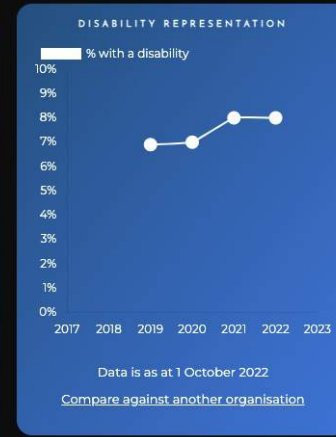 DISABILITY REPRESENTATION
% with a disability
10%
9%
8%
7%
6%
5%
4%
3%
2%
1%
0%
2017 2018 2019 2020 2021 2022 2023
Data is as at 1 October 2022
Compare against another organisation